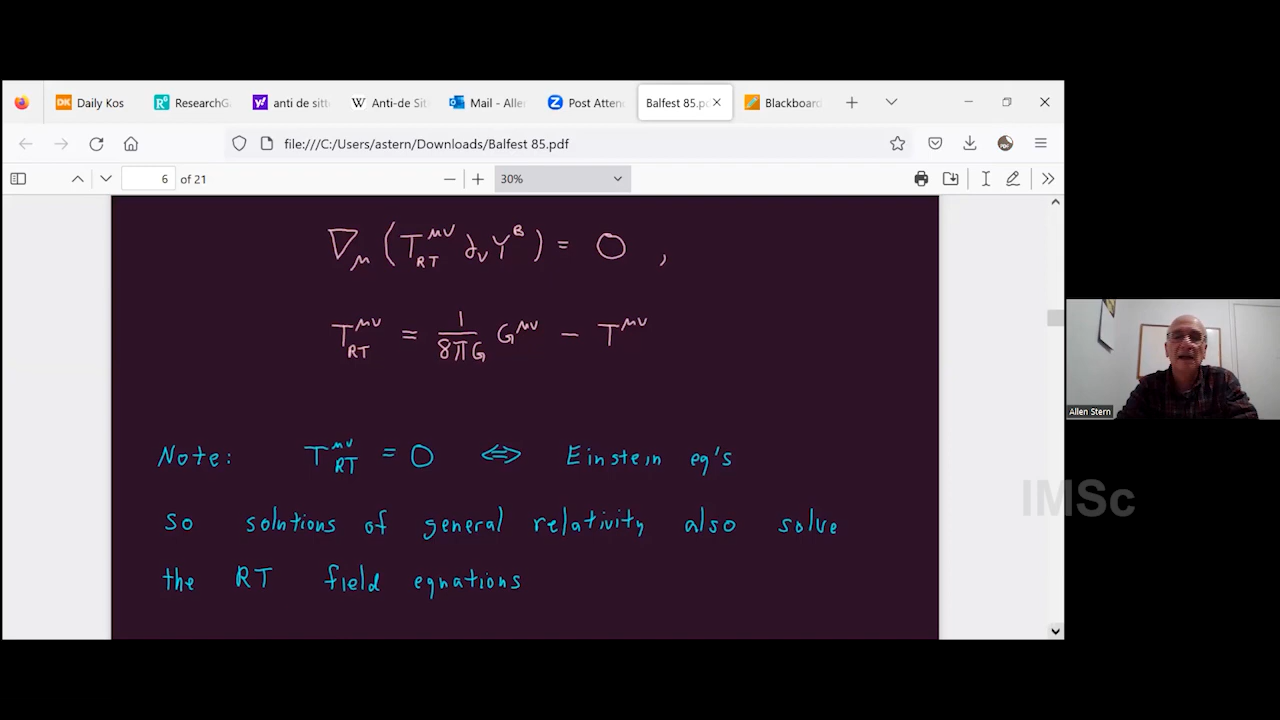 Daily Kos
ResearchG
anti de sitt
Anti-de Sit
Mail - Alle
Post Atten
Balfest 85.p
Blackboard
file:///C:/Users/astern/Downloads/Balfest 85.pdf
6 of 21
30%
∇_μ (T_RT^μν ∂_ν Y^B) = 0 ,
T_RT^μν = 1/8πG G^μν − T^μν
Note: T_RT^μν = 0 ⇔ Einstein eq's
so solutions of general relativity also solve
the RT field equations
Allen Stern
IMSc